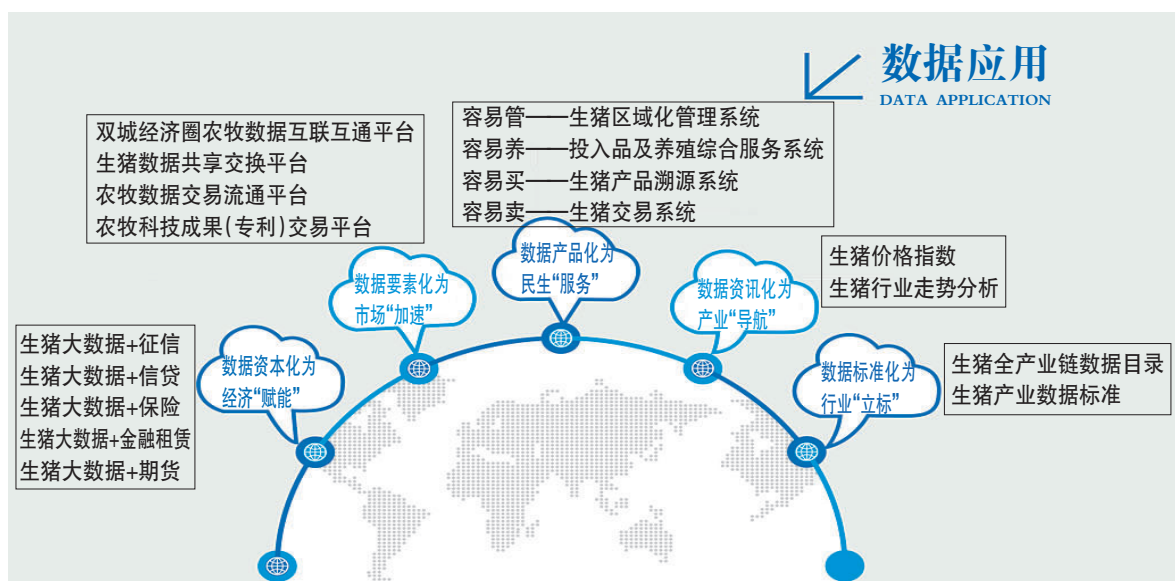 数据应用
DATA APPLICATION
双城经济圈农牧数据互联互通平台
生猪数据共享交换平台
农牧数据交易流通平台
农牧科技成果(专利)交易平台
容易管——生猪区域化管理系统
容易养——投入品及养殖综合服务系统
容易买——生猪产品溯源系统
容易卖——生猪交易系统
生猪价格指数
生猪行业走势分析
生猪大数据+征信
生猪大数据+信贷
生猪大数据+保险
生猪大数据+金融租赁
生猪大数据+期货
数据资本化为
经济“赋能”
数据要素化为
市场“加速”
数据产品化为
民生“服务”
数据资讯化为
产业“导航”
数据标准化为
行业“立标”
生猪全产业链数据目录
生猪产业数据标准